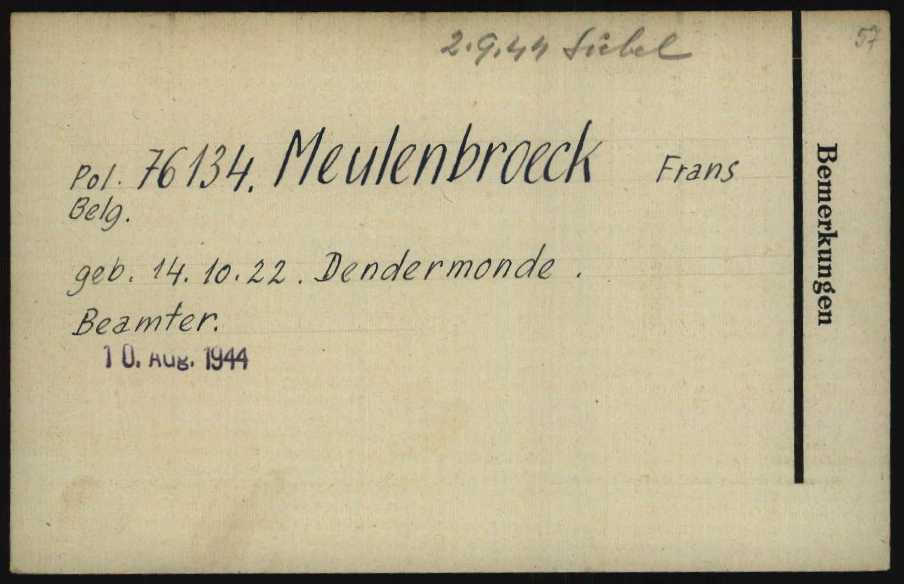 2.9.44 Siebel
57
Pol. 76134. Meulenbroeck Frans
Belg.
geb. 14.10.22. Dendermonde.
Beamter.
10. Aug. 1944
Bemerkungen